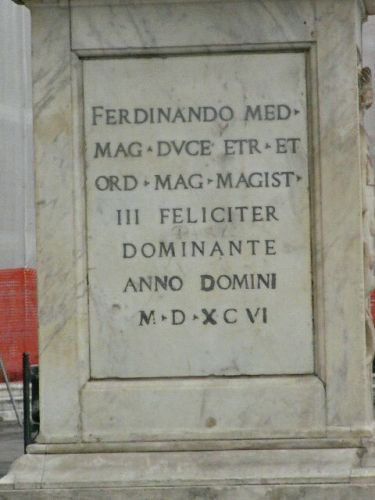 FERDINANDO MED·
MAG·DVCE ETR·ET
ORD·MAG·MAGIST·
III FELICITER
DOMINANTE
ANNO DOMINI
M·D·XCVI